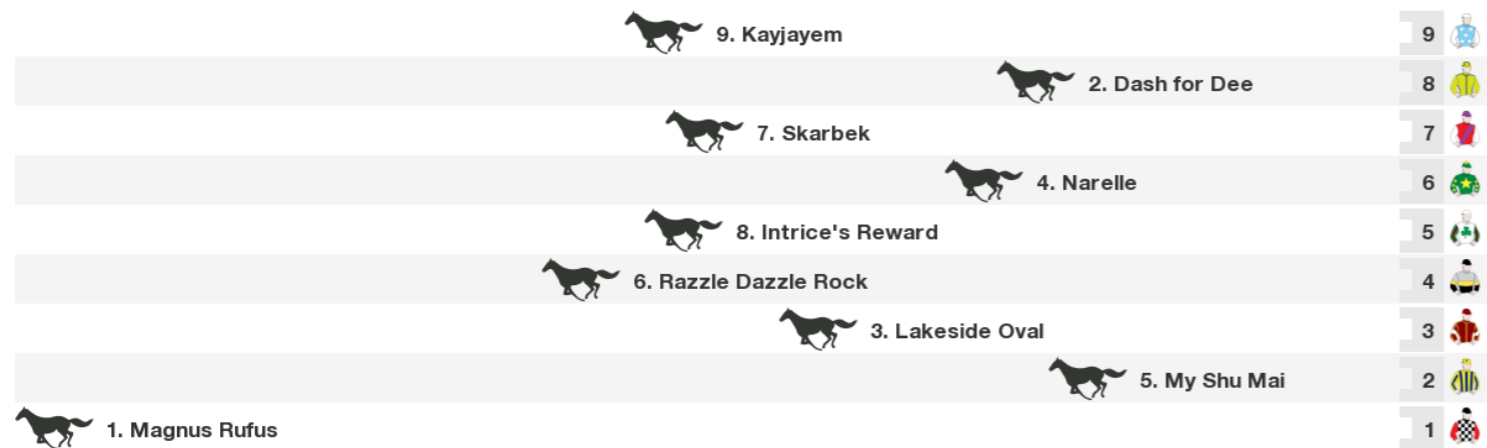 9. Kayjayem 9
2. Dash for Dee 8
7. Skarbek 7
4. Narelle 6
8. Intrice's Reward 5
6. Razzle Dazzle Rock 4
3. Lakeside Oval 3
5. My Shu Mai 2
1. Magnus Rufus 1